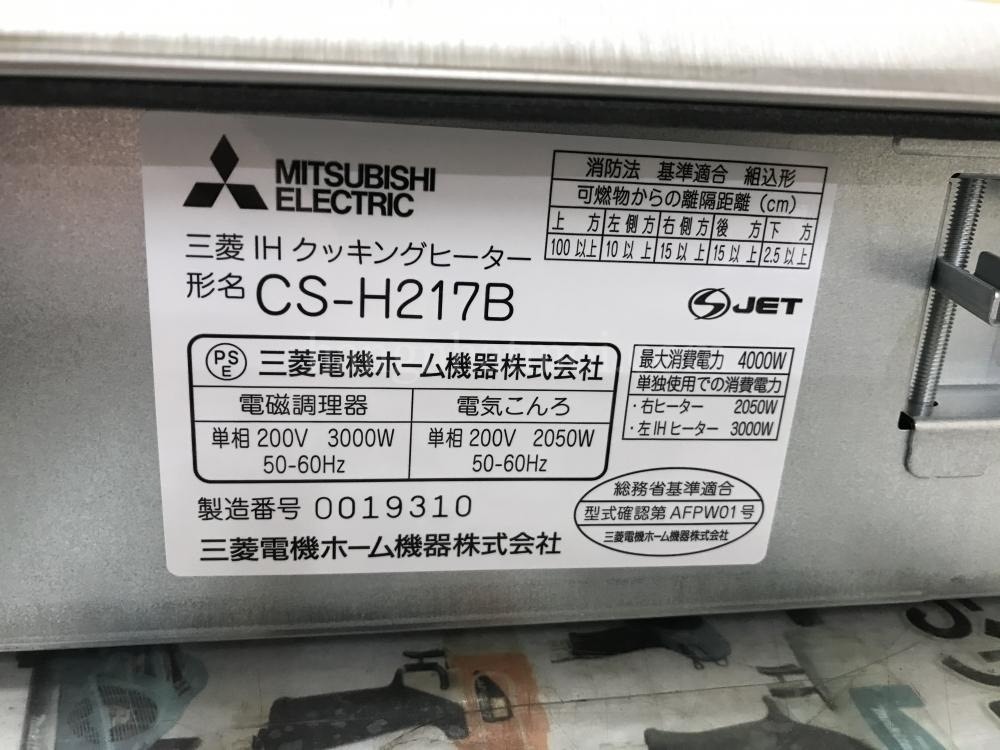 MITSUBISHI
ELECTRIC
三菱 IH クッキングヒーター
形名 CS-H217B
消防法 基準適合 組込形
可燃物からの離隔距離(cm)
上方 左側方 右側方 後方 下方
100以上 10以上 15以上 15以上 2.5以上
JET
PS
E
三菱電機ホーム機器株式会社
電磁調理器 電気こんろ
単相 200V 3000W 単相 200V 2050W
50-60Hz 50-60Hz
最大消費電力 4000W
単独使用での消費電力
・右ヒーター 2050W
・左IHヒーター 3000W
製造番号 0019310
三菱電機ホーム機器株式会社
総務省基準適合
型式確認第 AFPW01号
三菱電機ホーム機器株式会社